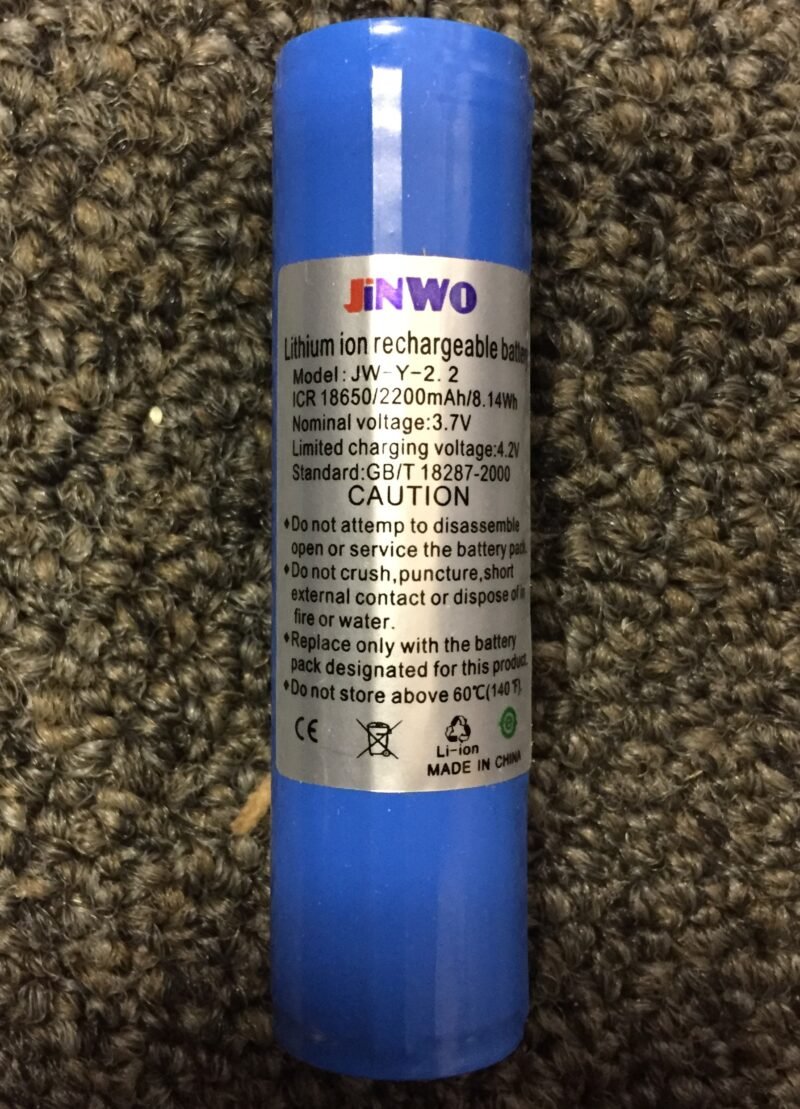 JiNWO
Lithium ion rechargeable battery
Model:JW-Y-2.2
ICR 18650/2200mAh/8.14Wh
Nominal voltage:3.7V
Limited charging voltage:4.2V
Standard:GB/T 18287-2000
CAUTION
♦Do not attemp to disassemble
open or service the battery pack.
♦Do not crush,puncture,short
external contact or dispose of in
fire or water.
♦Replace only with the battery
pack designated for this product.
♦Do not store above 60℃(140℉).
CE
Li-ion
MADE IN CHINA